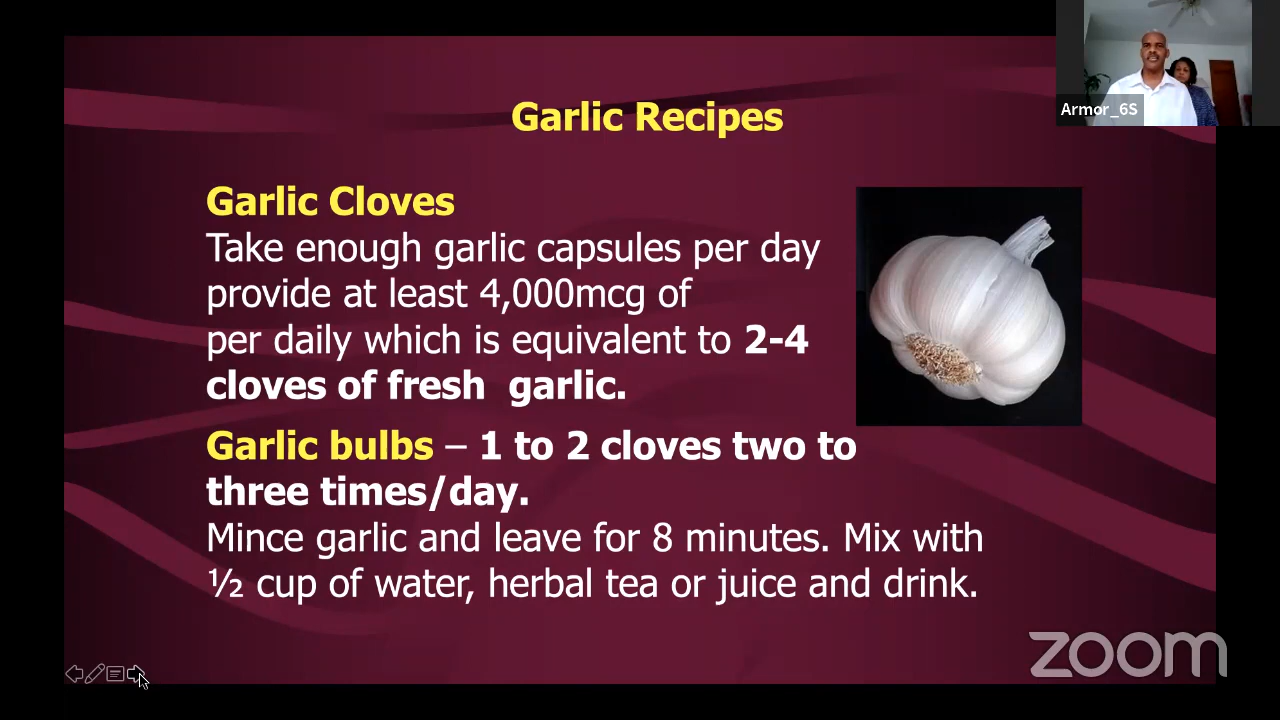 Armor_6S
Garlic Recipes
Garlic Cloves
Take enough garlic capsules per day
provide at least 4,000mcg of
per daily which is equivalent to 2-4
cloves of fresh garlic.
Garlic bulbs – 1 to 2 cloves two to
three times/day.
Mince garlic and leave for 8 minutes. Mix with
½ cup of water, herbal tea or juice and drink.
zoom